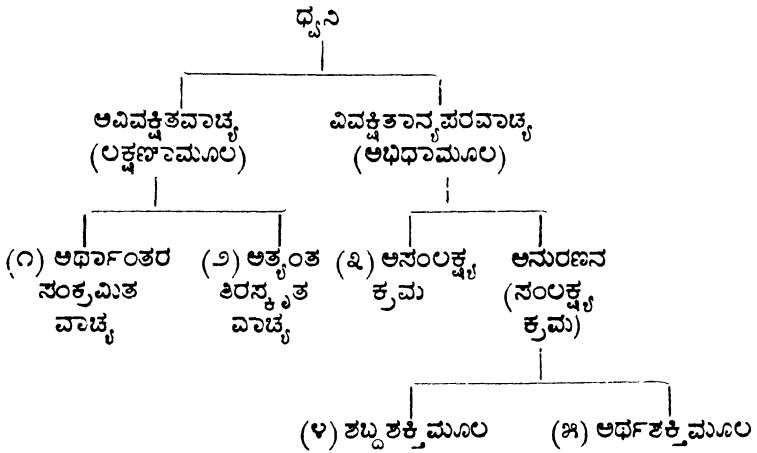 ಧ್ವನಿ
ಅವಿವಕ್ಷಿತವಾಚ್ಯ ವಿವಕ್ಷಿತಾನ್ಯಪರವಾಚ್ಯ
(ಲಕ್ಷಣಾಮೂಲ) (ಅಭಿಧಾಮೂಲ)
(೧) ಅರ್ಥಾಂತರ (೨) ಅತ್ಯಂತ (೩) ಅಸಂಲಕ್ಷ್ಯ ಅನುರಣನ
ಸಂಕ್ರಮಿತ ತಿರಸ್ಕೃತ ಕ್ರಮ (ಸಂಲಕ್ಷ್ಯ
ವಾಚ್ಯ ವಾಚ್ಯ ಕ್ರಮ)
(೪) ಶಬ್ದಶಕ್ತಿಮೂಲ (೫) ಅರ್ಥಶಕ್ತಿಮೂಲ